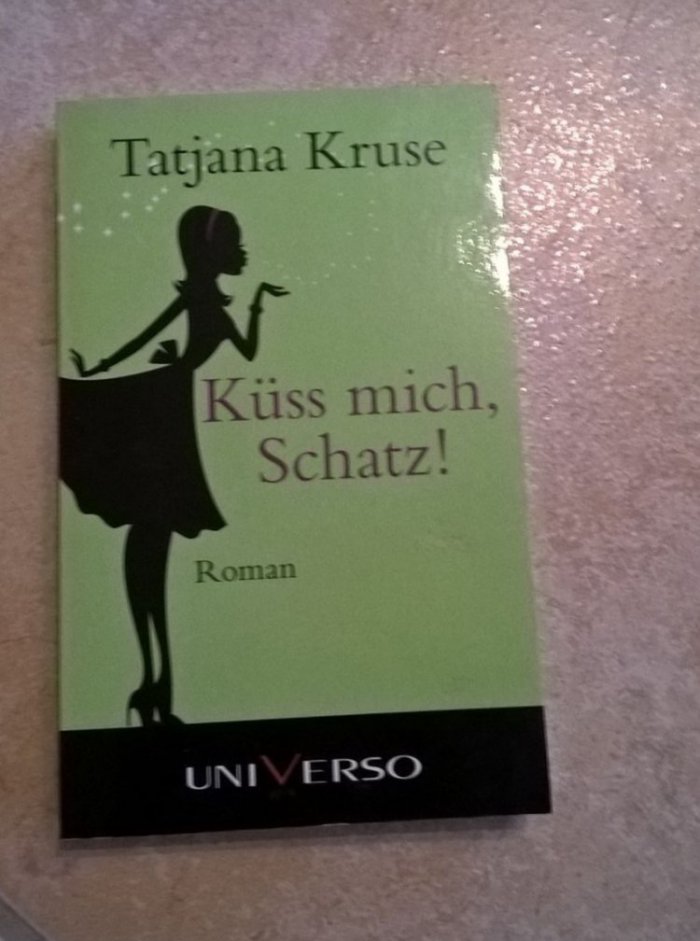 Tatjana Kruse
Küss mich,
Schatz!
Roman
UNIVERSO